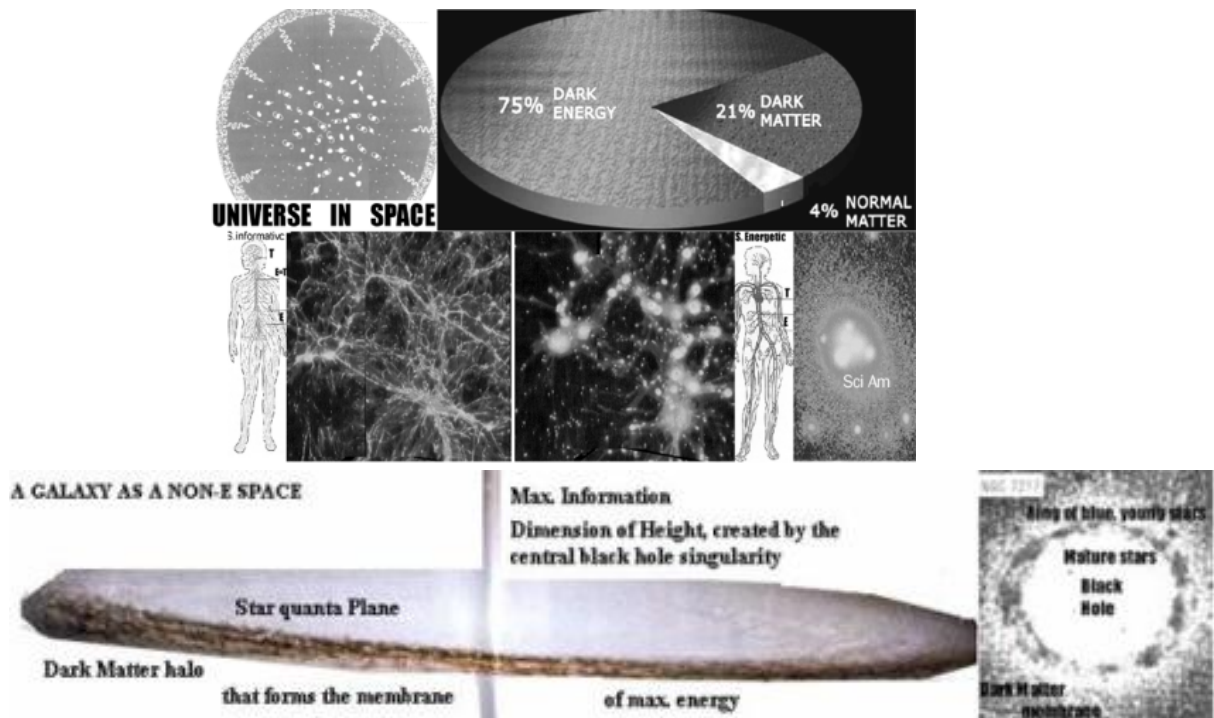 75% DARK
ENERGY
21% DARK
MATTER
4% NORMAL
MATTER
UNIVERSE IN SPACE
S.informative
T
E=T
E
S. Energetic
T
E
Sci Am
A GALAXY AS A NON-E SPACE
Max. Information
Dimension of Height, created by the
central black hole singularity
Star quanta Plane
Dark Matter halo
that forms the membrane
of max. energy
Ring of blue, young stars
Mature stars
Black
Hole
Dark Matter
membrane